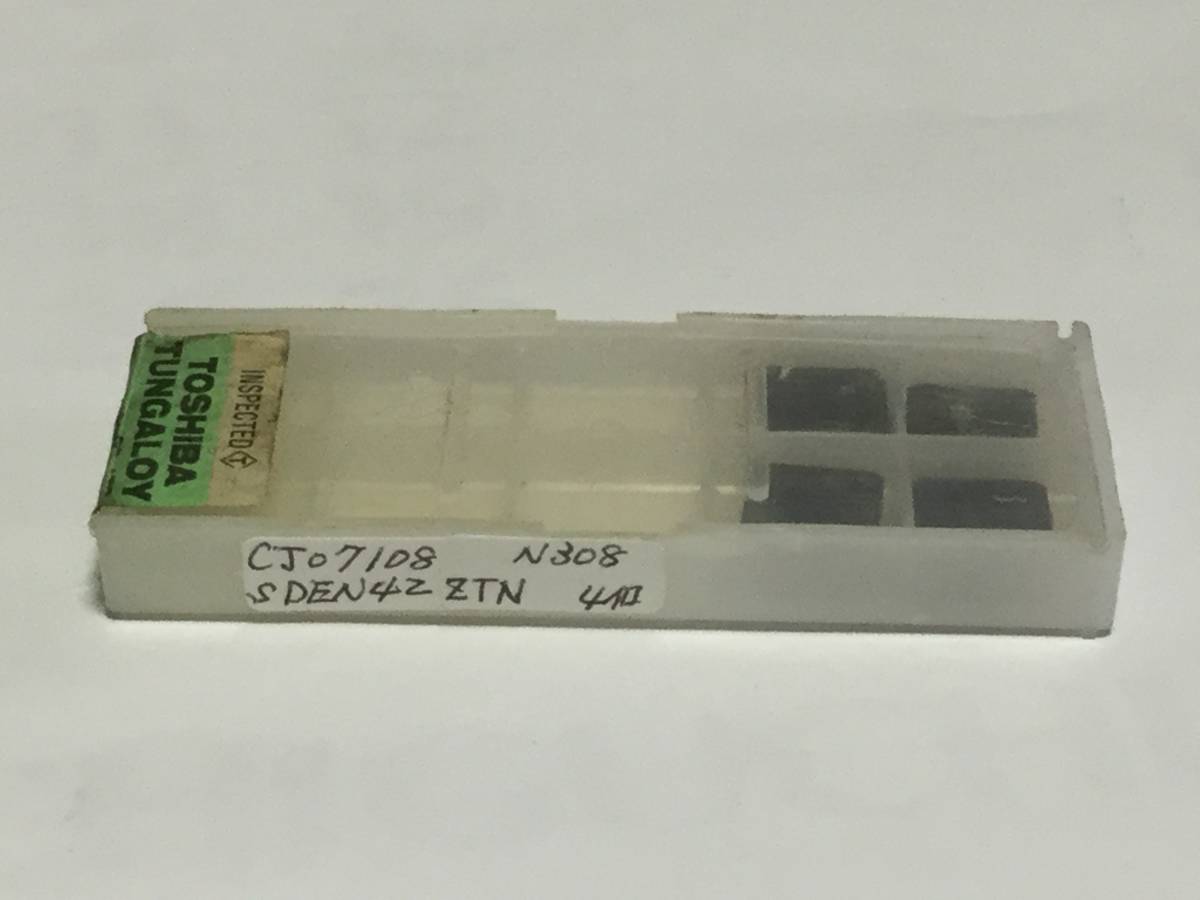 INSPECTED
TOSHIBA
TUNGALOY
CJ07108 N308
SDEN42ZTN 4個